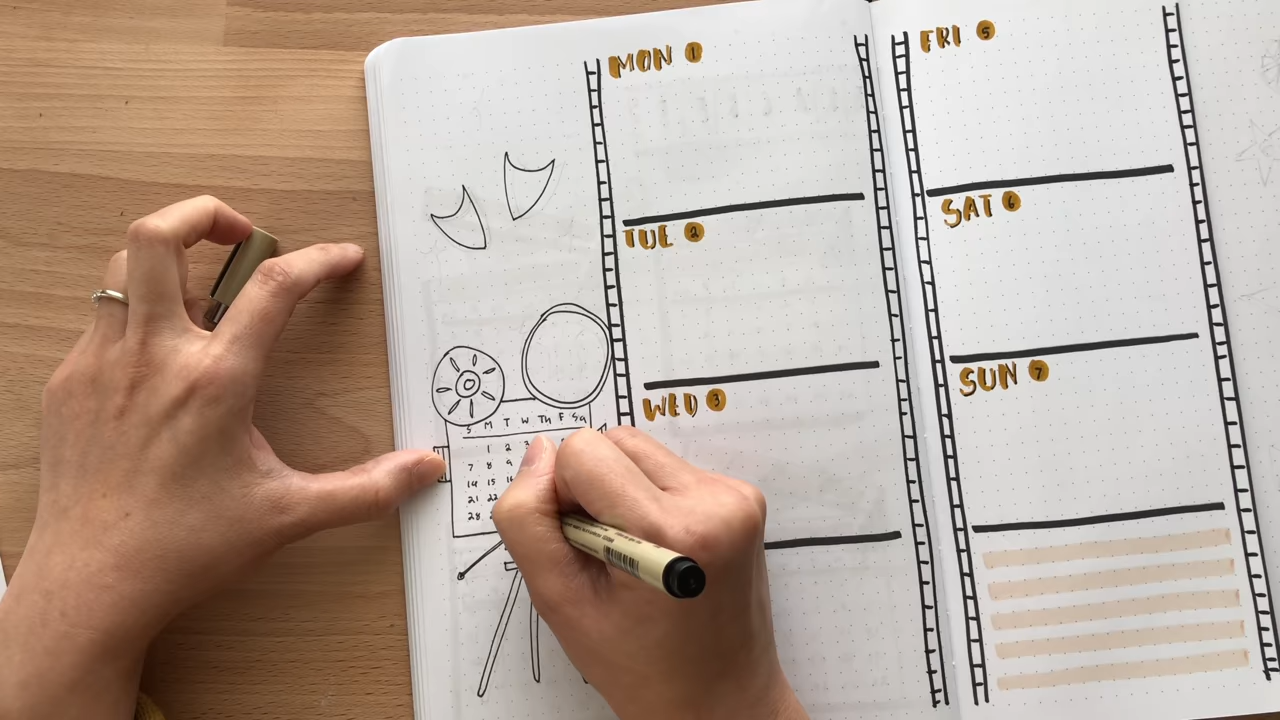 MON 1
TUE 2
WED 3
FRI 5
SAT 6
SUN 7
S M T W Th F Sa
1 2 3
7 8 9
14 15
21 22
28